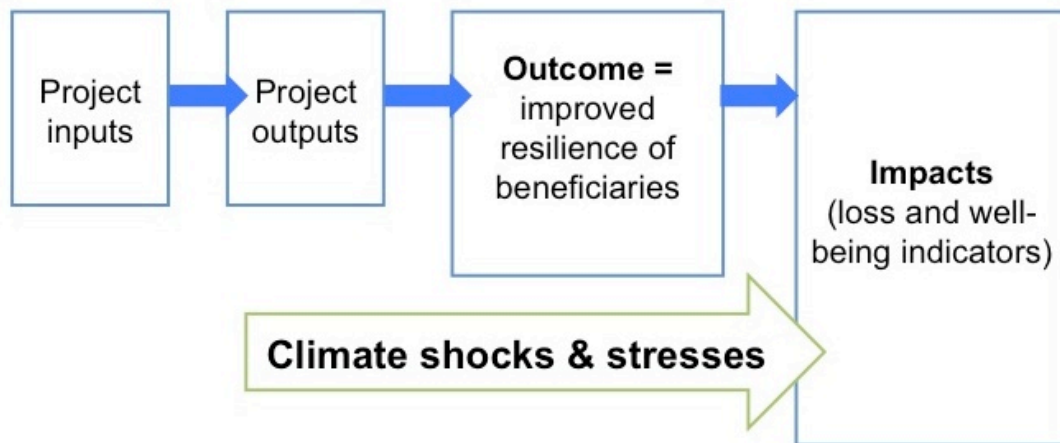 Project
inputs
Project
outputs
Outcome =
improved
resilience of
beneficiaries
Impacts
(loss and well-
being indicators)
Climate shocks & stresses